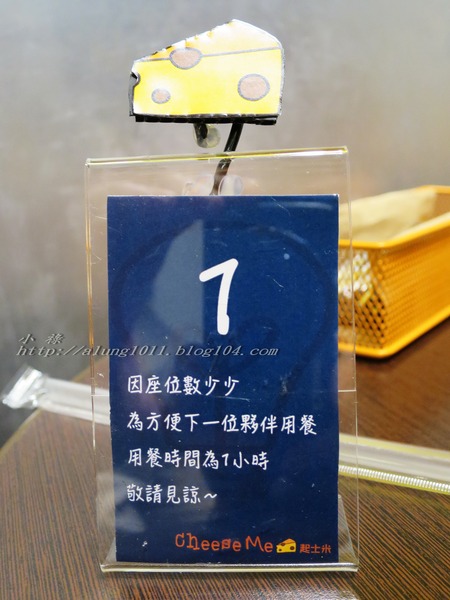 1
小祿
http://alung1011.blog104.com
因座位數少少
為方便下一位夥伴用餐
用餐時間為1小時
敬請見諒~
Cheese Me 起士米